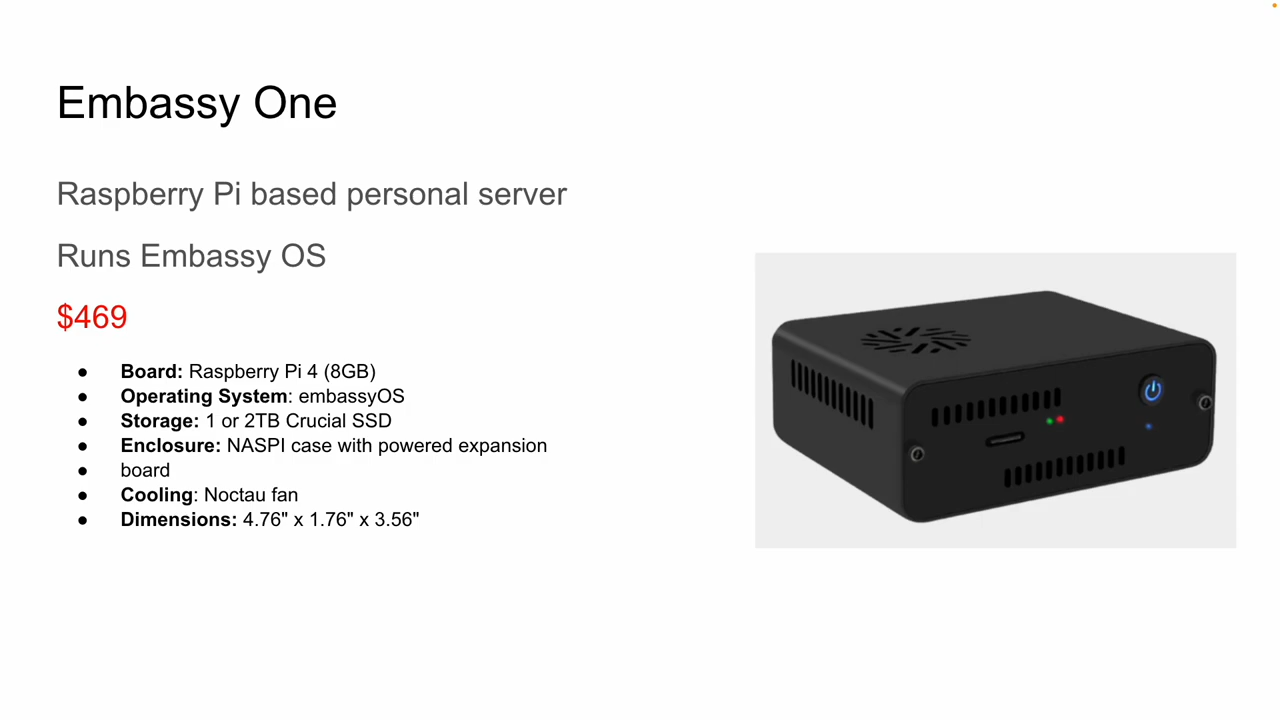 Embassy One
Raspberry Pi based personal server
Runs Embassy OS
$469
● Board: Raspberry Pi 4 (8GB)
● Operating System: embassyOS
● Storage: 1 or 2TB Crucial SSD
● Enclosure: NASPI case with powered expansion
● board
● Cooling: Noctau fan
● Dimensions: 4.76" x 1.76" x 3.56"